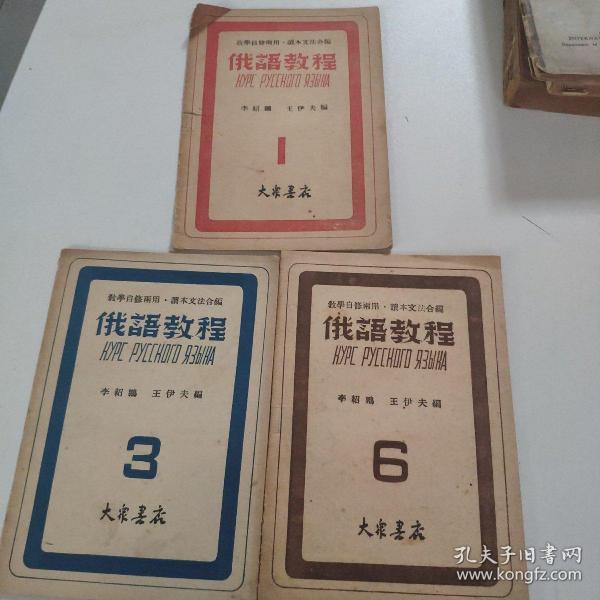 教學自修兩用·讀本文法合編
俄語教程
КУРС РУССКОГО ЯЗЫКА
李紹鵬 王伊夫編
1
大衆書店
教學自修兩用·讀本文法合編
俄語教程
КУРС РУССКОГО ЯЗЫКА
李紹鵬 王伊夫編
3
大衆書店
教學自修兩用·讀本文法合編
俄語教程
КУРС РУССКОГО ЯЗЫКА
李紹鵬 王伊夫編
6
大衆書店
孔夫子旧书网
www.kongfz.com